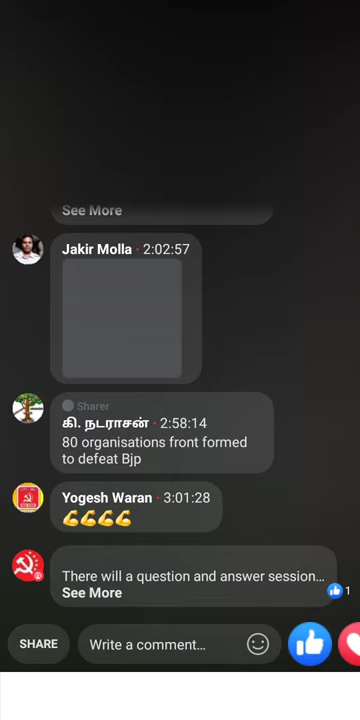 See More
Jakir Molla · 2:02:57
Sharer
கி. நடராசன் · 2:58:14
80 organisations front formed
to defeat Bjp
Yogesh Waran · 3:01:28
💪💪💪💪
There will a question and answer session...
See More
1
SHARE
Write a comment...